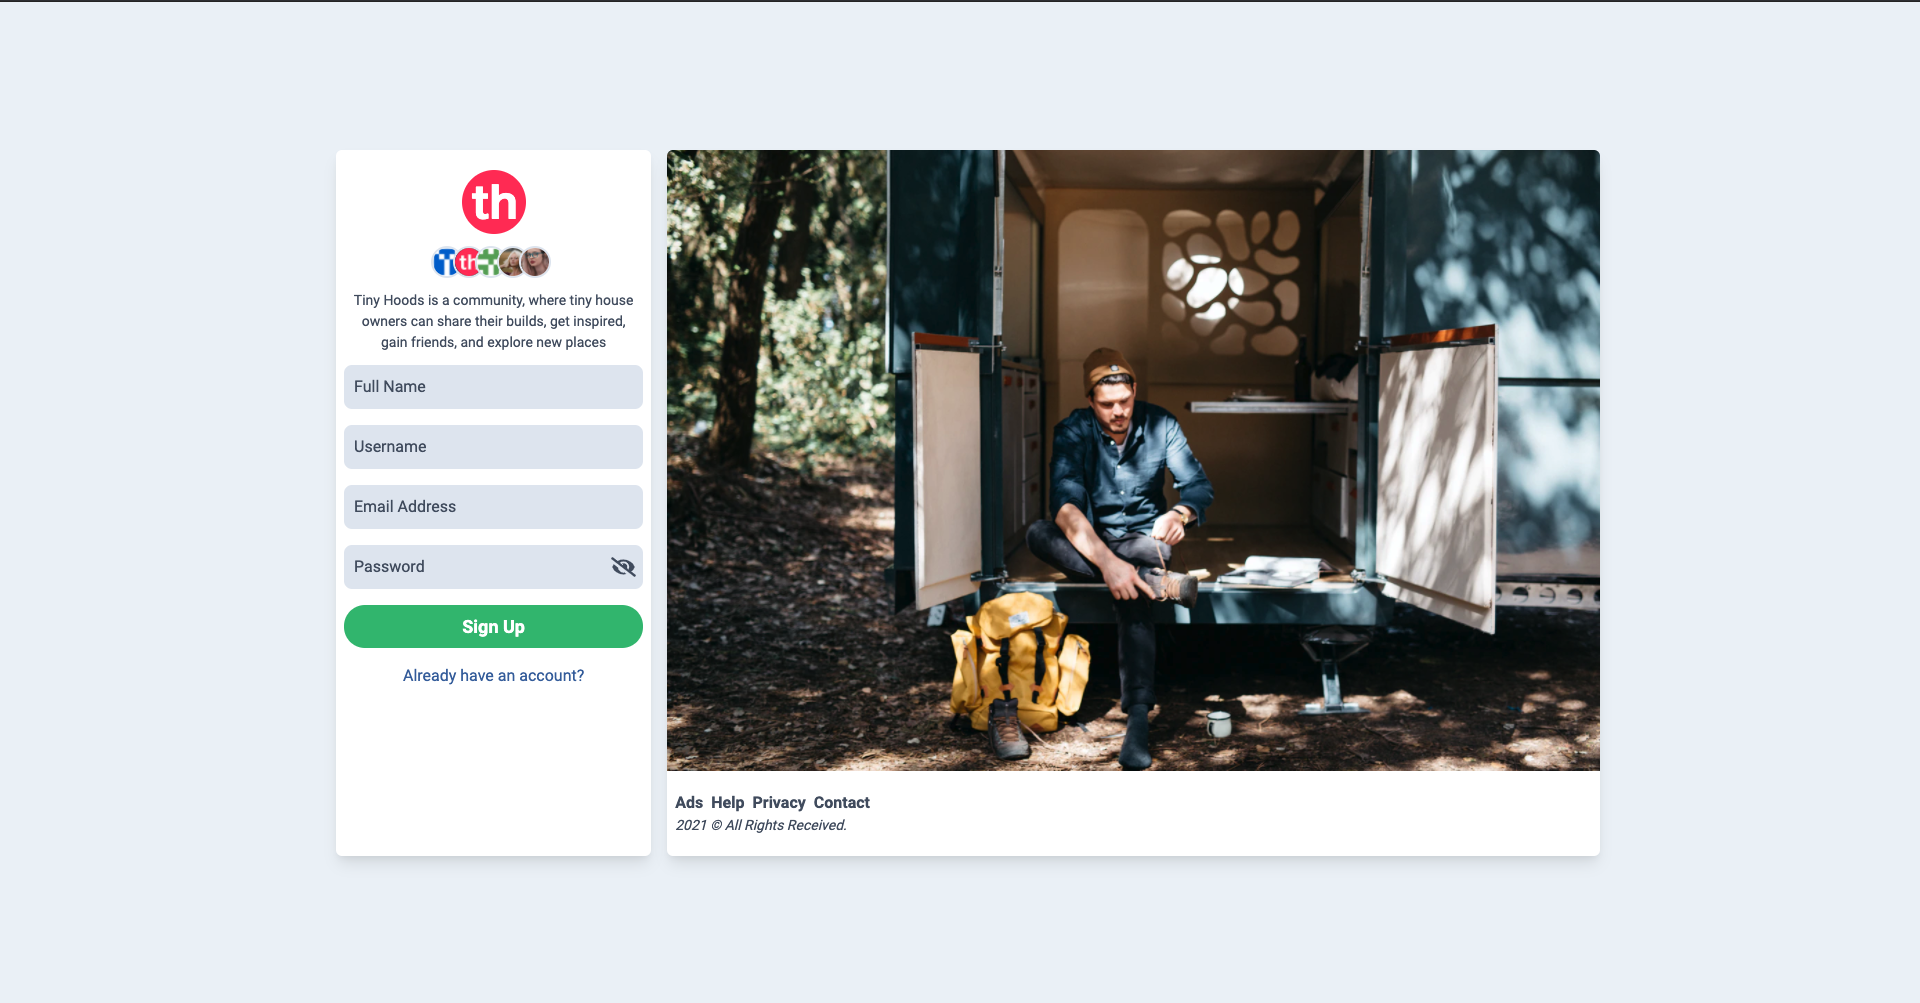 th
th
Tiny Hoods is a community, where tiny house
owners can share their builds, get inspired,
gain friends, and explore new places
Full Name
Username
Email Address
Password
Sign Up
Already have an account?
Ads Help Privacy Contact
2021 © All Rights Received.